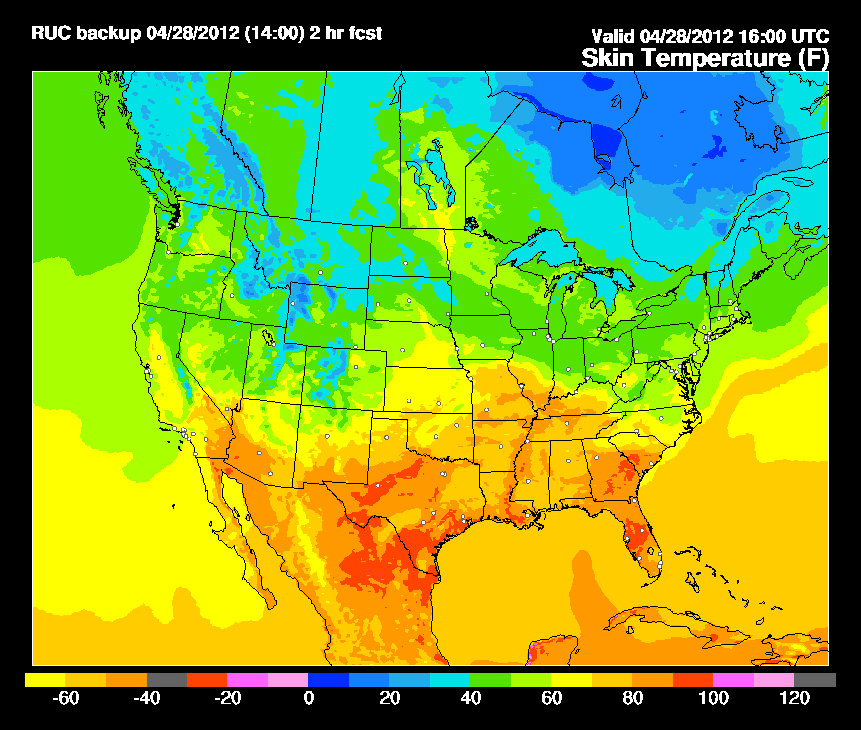 RUC backup 04/28/2012 (14:00) 2 hr fcst
Valid 04/28/2012 16:00 UTC
Skin Temperature (F)
-60 -40 -20 0 20 40 60 80 100 120